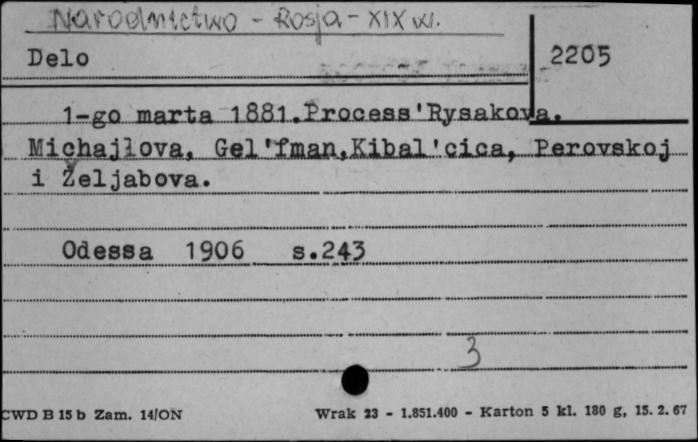 Narodnictwo - Rosja - XIX w.
Delo 2205
1-go marta 1881.Process'Rysakova.
Michajlova, Gel'fman,Kibal'cica, Perovskoj
i Željabova.
Odessa 1906 s.243
3
CWD B 15 b Zam. 14/ON Wrak 23 - 1.851.400 - Karton 5 kl. 180 g, 15. 2. 67